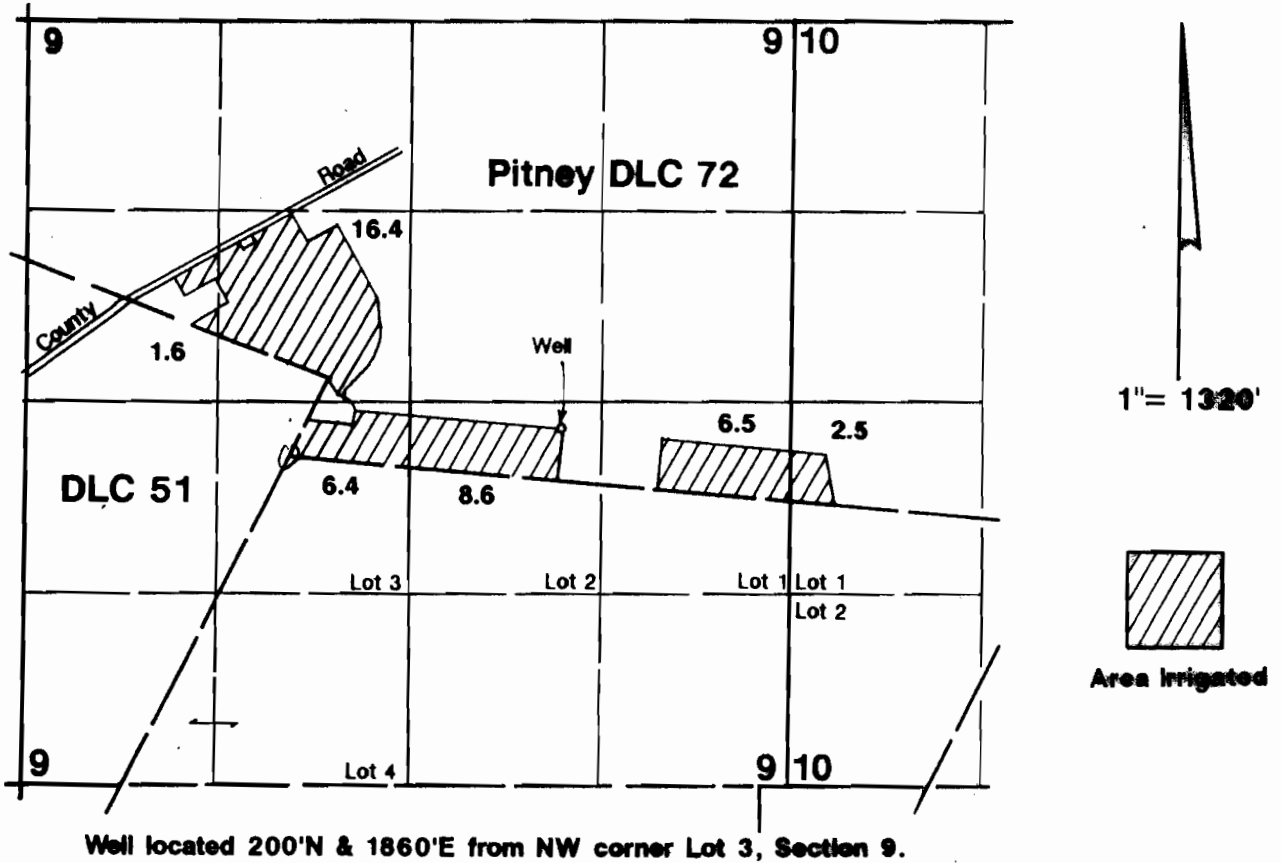 9
9 10
Road
Pitney DLC 72
16.4
County
1.6
Well
1"= 1320'
6.5
2.5
DLC 51
6.4
8.6
Lot 3
Lot 2
Lot 1
Lot 1
Lot 2
Area Irrigated
9
Lot 4
9 10
Well located 200'N & 1860'E from NW corner Lot 3, Section 9.